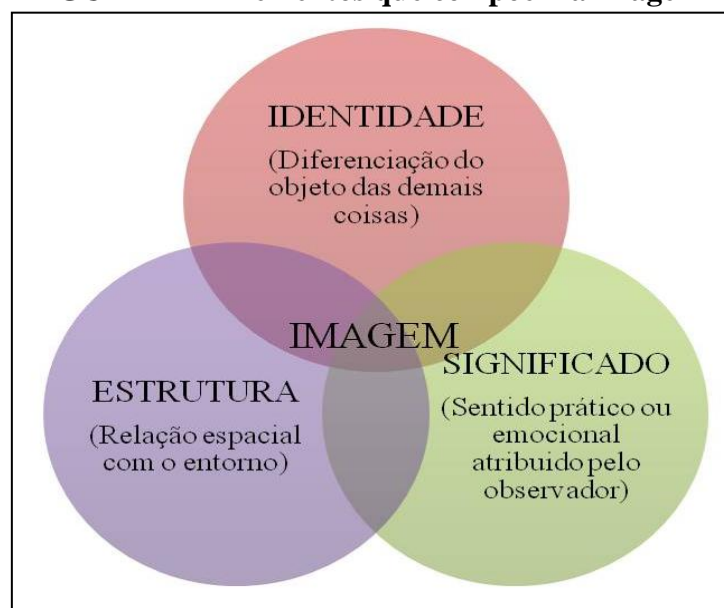 IDENTIDADE
(Diferenciação do
objeto das demais
coisas)
IMAGEM
ESTRUTURA
(Relação espacial
com o entorno)
SIGNIFICADO
(Sentido prático ou
emocional
atribuido pelo
observador)